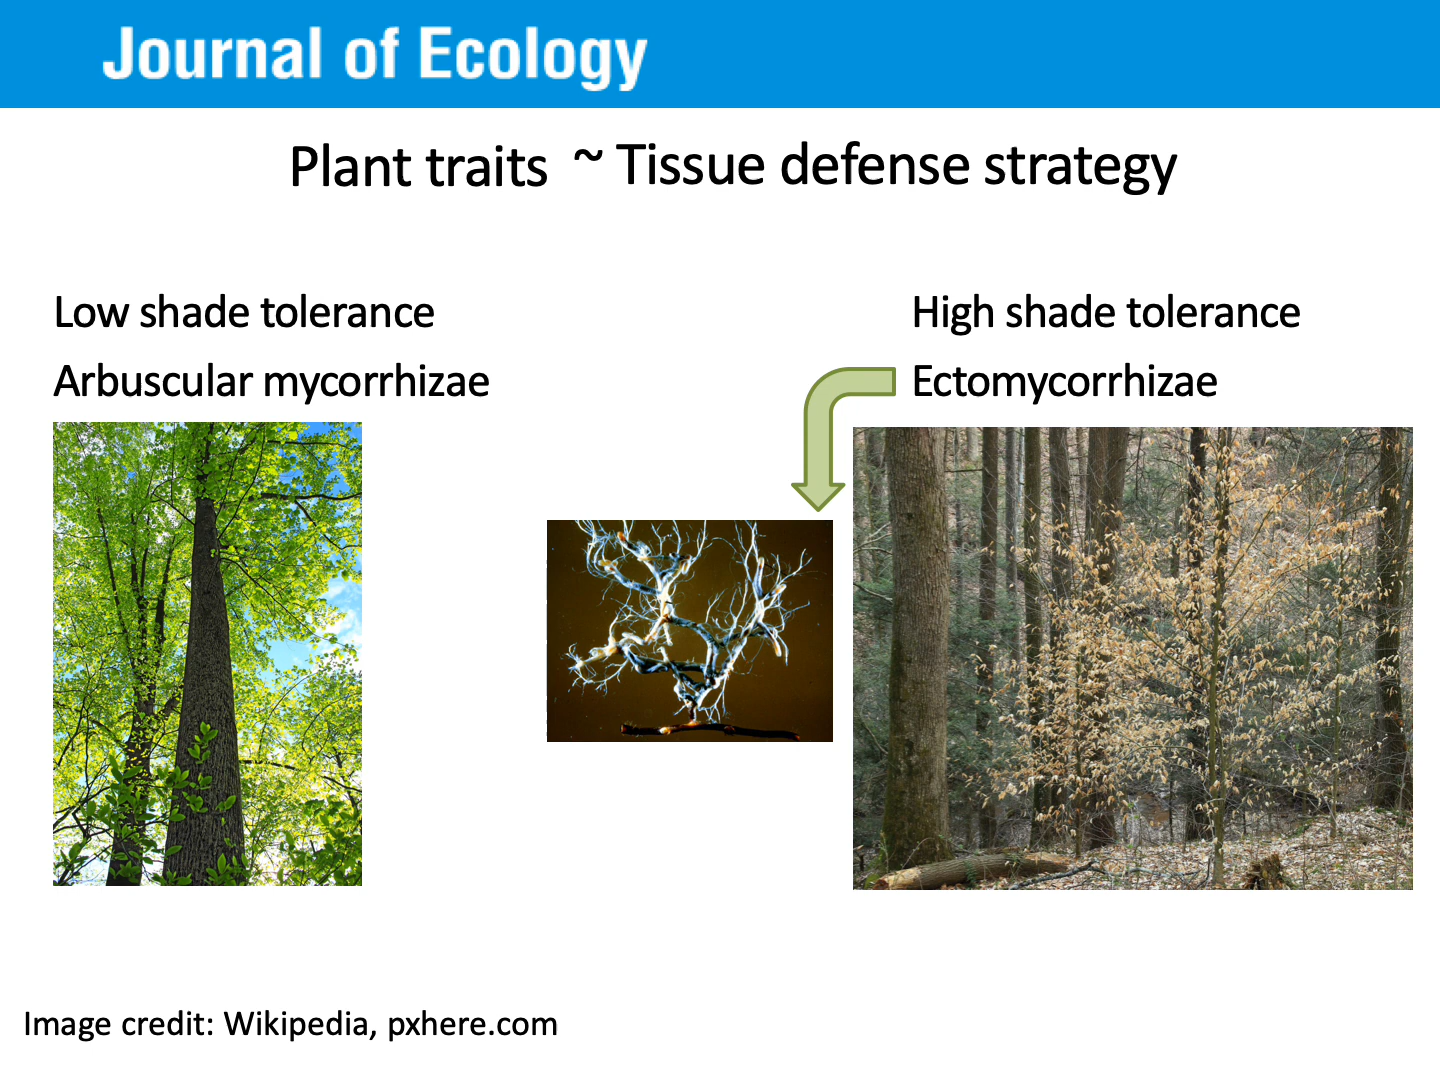 Journal of Ecology
Plant traits ~ Tissue defense strategy
Low shade tolerance
Arbuscular mycorrhizae
High shade tolerance
Ectomycorrhizae
Image credit: Wikipedia, pxhere.com